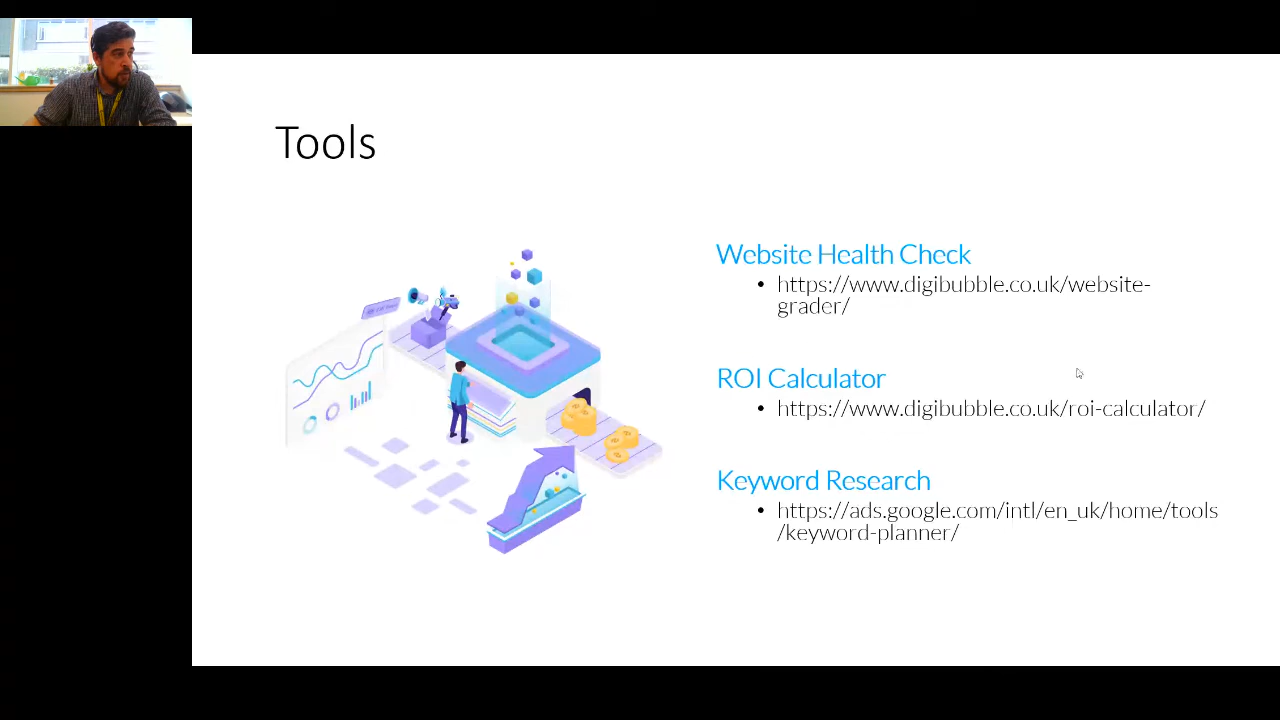 Tools
Website Health Check
• https://www.digibubble.co.uk/website-
grader/
ROI Calculator
• https://www.digibubble.co.uk/roi-calculator/
Keyword Research
• https://ads.google.com/intl/en_uk/home/tools
/keyword-planner/